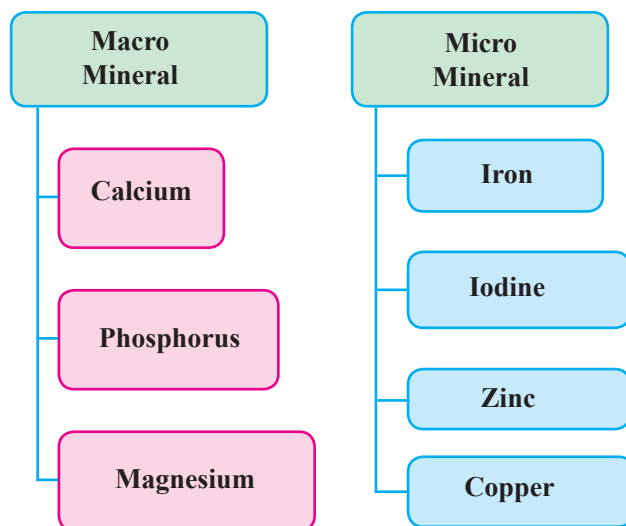 Macro
Mineral
Calcium
Phosphorus
Magnesium
Micro
Mineral
Iron
Iodine
Zinc
Copper